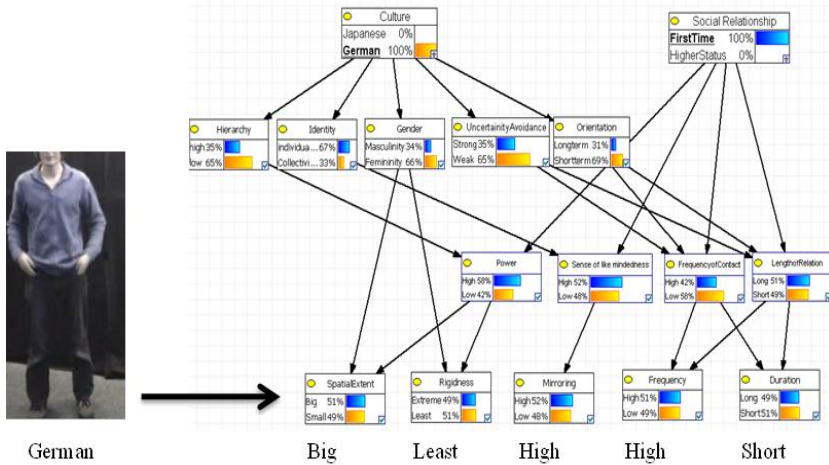 Culture
Japanese 0%
German 100%
Social Relationship
FirstTime 100%
HigherStatus 0%
Hierarchy
high 35%
low 65%
Identity
individua ... 67%
Collectivi... 33%
Gender
Masculinity 34%
Femininity 66%
UncertainityAvoidance
Strong 35%
Weak 65%
Orientation
Longterm 31%
Shortterm 69%
Power
High 58%
Low 42%
Sense of like mindedness
High 52%
Low 48%
FrequencyofContact
High 42%
Low 58%
LengthofRelation
Long 51%
Short 49%
SpatialExtent
Big 51%
Small 49%
Rigidness
Extreme 49%
Least 51%
Mirroring
High 52%
Low 48%
Frequency
High 51%
Low 49%
Duration
Long 49%
Short 51%
German Big Least High High Short